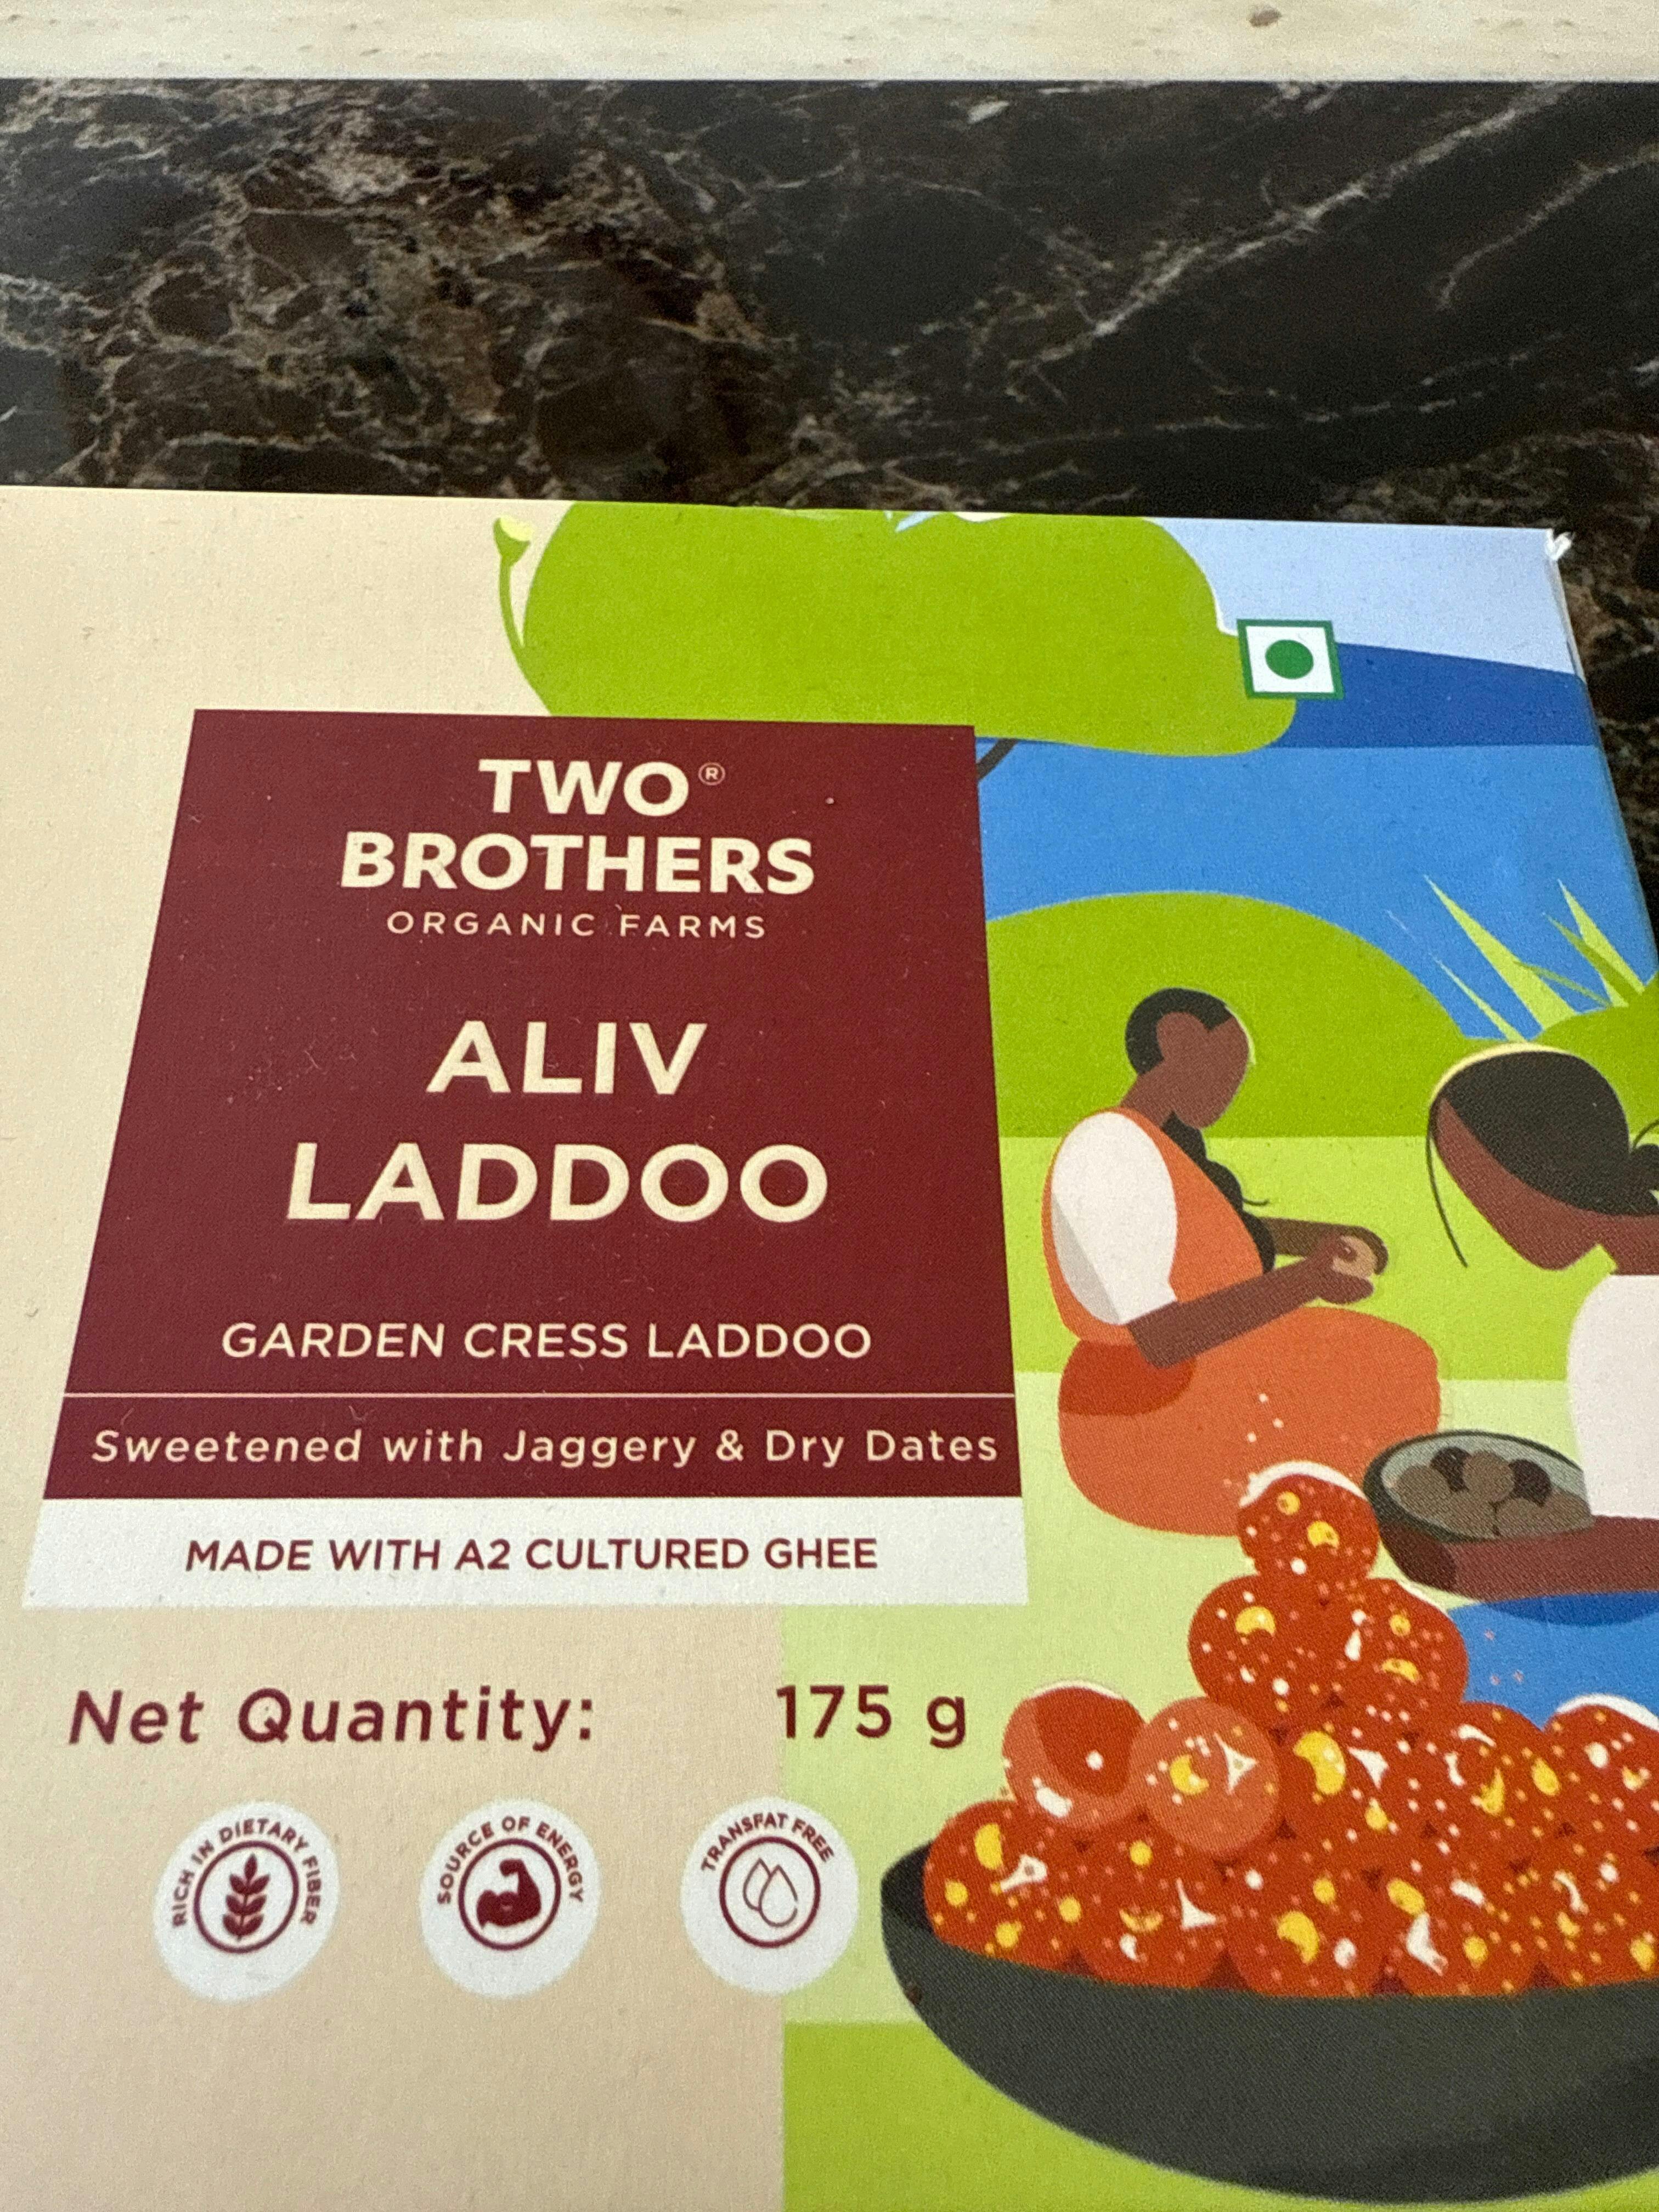 TWO®
BROTHERS
ORGANIC FARMS
ALIV
LADDOO
GARDEN CRESS LADDOO
Sweetened with Jaggery & Dry Dates
MADE WITH A2 CULTURED GHEE
Net Quantity: 175 g
RICH IN DIETARY FIBER
SOURCE OF ENERGY
TRANSFAT FREE